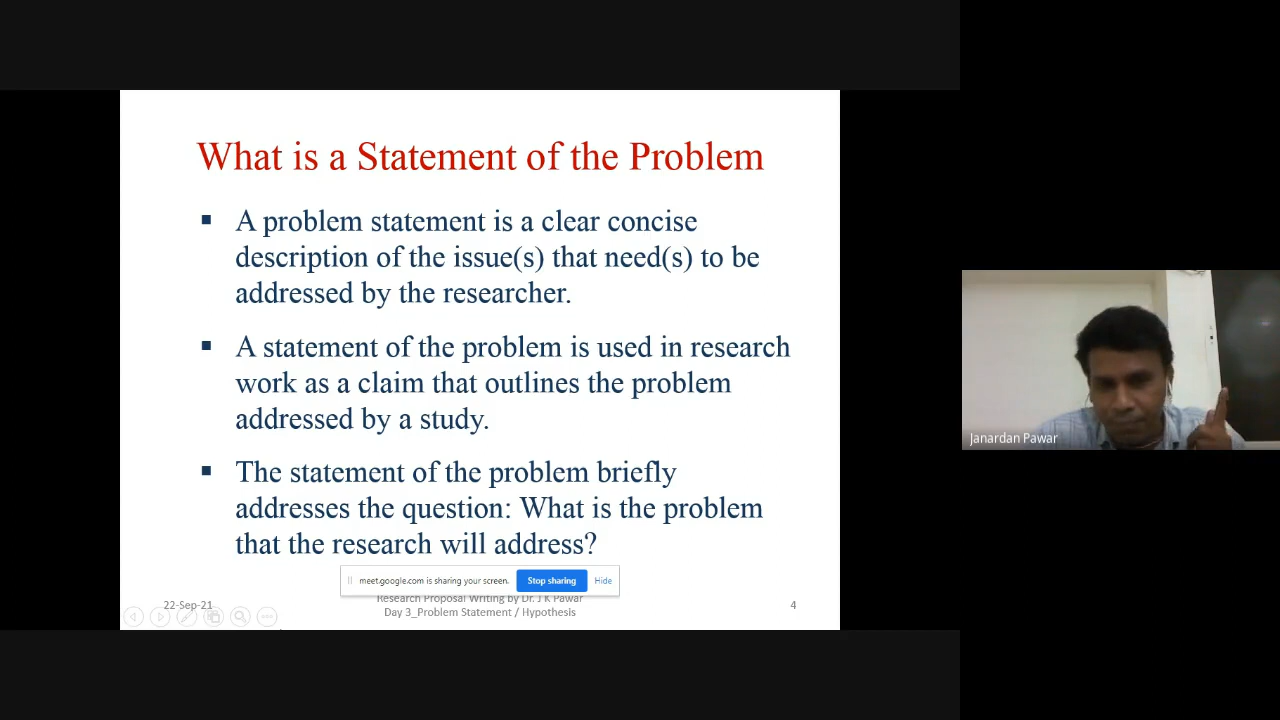 What is a Statement of the Problem
A problem statement is a clear concise
description of the issue(s) that need(s) to be
addressed by the researcher.
A statement of the problem is used in research
work as a claim that outlines the problem
addressed by a study.
The statement of the problem briefly
addresses the question: What is the problem
that the research will address?
meet.google.com is sharing your screen.
Stop sharing
Hide
22-Sep-21
Research Proposal Writing by Dr. J K Pawar
Day 3_Problem Statement / Hypothesis
4
Janardan Pawar